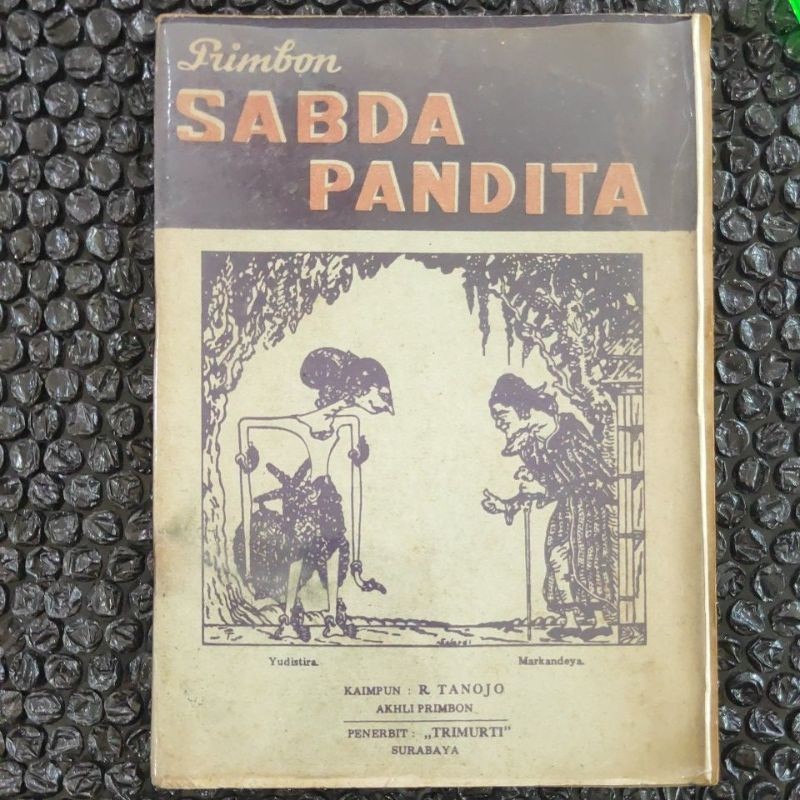 Primbon
SABDA
PANDITA
Yudistira. Markandeya.
KAIMPUN : R. TANOJO
AKHLI PRIMBON
PENERBIT : „TRIMURTI”
SURABAYA